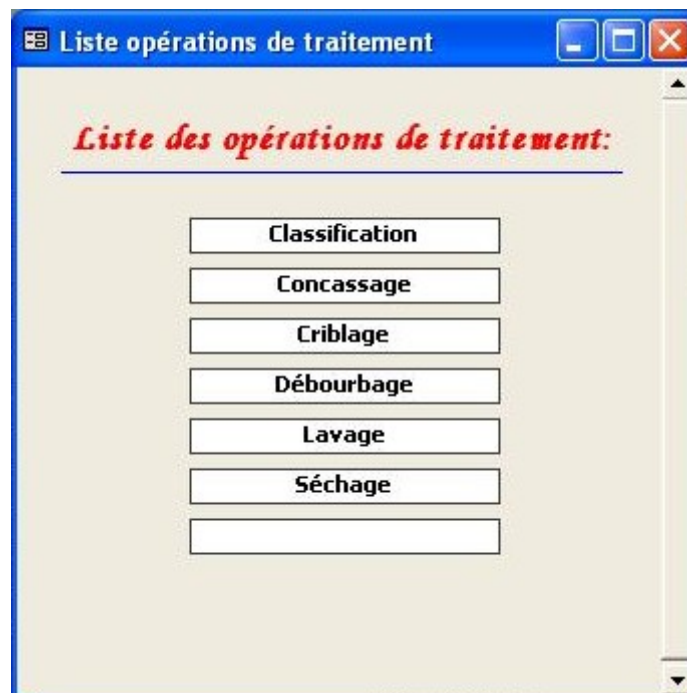 Liste opérations de traitement
Liste des opérations de traitement:
Classification
Concassage
Criblage
Débourbage
Lavage
Séchage